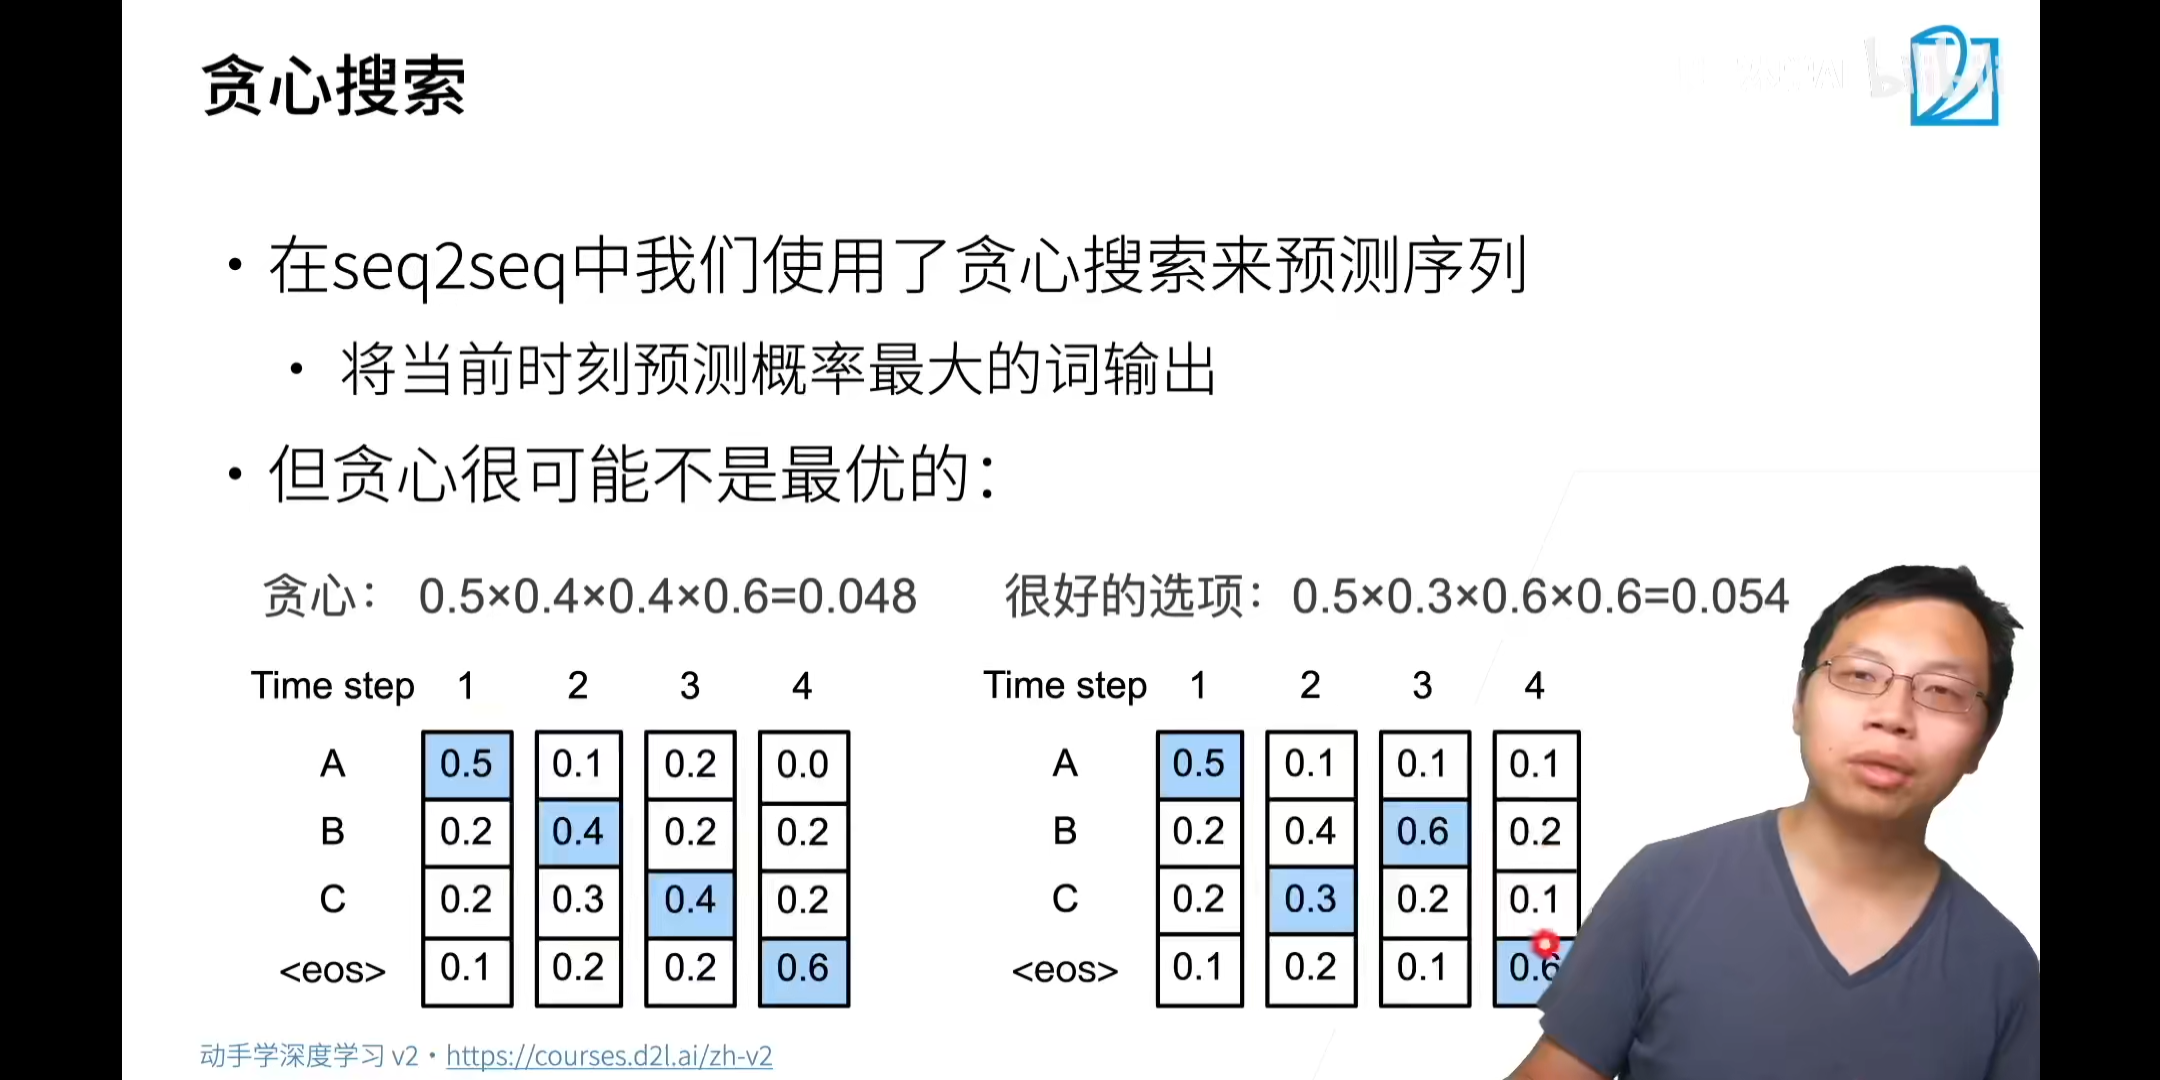 贪心搜索
bilibili
• 在seq2seq中我们使用了贪心搜索来预测序列
• 将当前时刻预测概率最大的词输出
• 但贪心很可能不是最优的：
贪心： 0.5×0.4×0.4×0.6=0.048
很好的选项：0.5×0.3×0.6×0.6=0.054
Time step 1 2 3 4
A 0.5 0.1 0.2 0.0
B 0.2 0.4 0.2 0.2
C 0.2 0.3 0.4 0.2
<eos> 0.1 0.2 0.2 0.6
Time step 1 2 3 4
A 0.5 0.1 0.1 0.1
B 0.2 0.4 0.6 0.2
C 0.2 0.3 0.2 0.1
<eos> 0.1 0.2 0.1 0.6
动手学深度学习 v2 • https://courses.d2l.ai/zh-v2